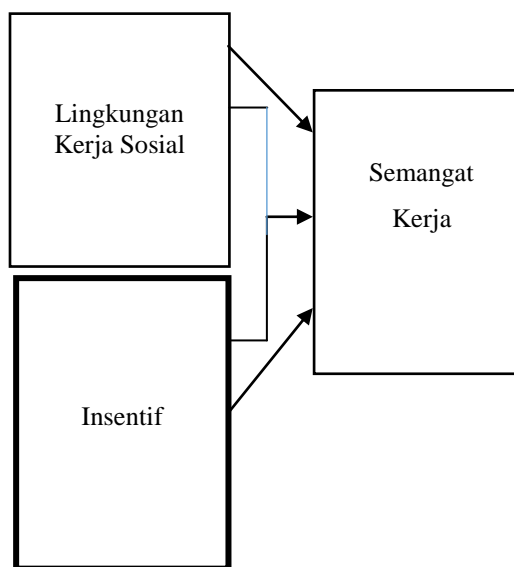 Lingkungan
Kerja Sosial
Semangat
Kerja
Insentif